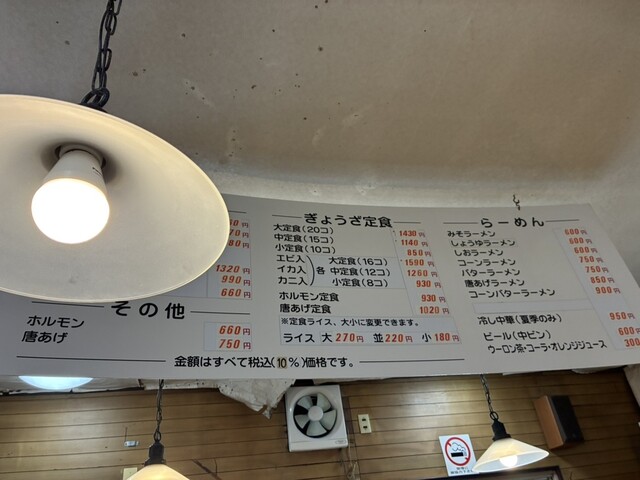 80
1320円
990円
660円
その他
ホルモン 660円
唐あげ 750円
ぎょうざ定食
大定食(20コ) 1430円
中定食(15コ) 1140円
小定食(10コ) 850円
エビ入
イカ入 各
カニ入
大定食(16コ) 1590円
中定食(12コ) 1260円
小定食(8コ) 930円
ホルモン定食 930円
唐あげ定食 1020円
※定食ライス、大小に変更できます。
ライス 大 270円 並 220円 小 180円
らーめん
みそラーメン 600円
しょうゆラーメン 600円
しおラーメン 600円
コーンラーメン 750円
バターラーメン 750円
唐あげラーメン 850円
コーンバターラーメン 900円
冷し中華(夏季のみ) 950円
ビール(中ビン) 600
ウーロン茶・コーラ・オレンジジュース 300
金額はすべて税込(10%)価格です。